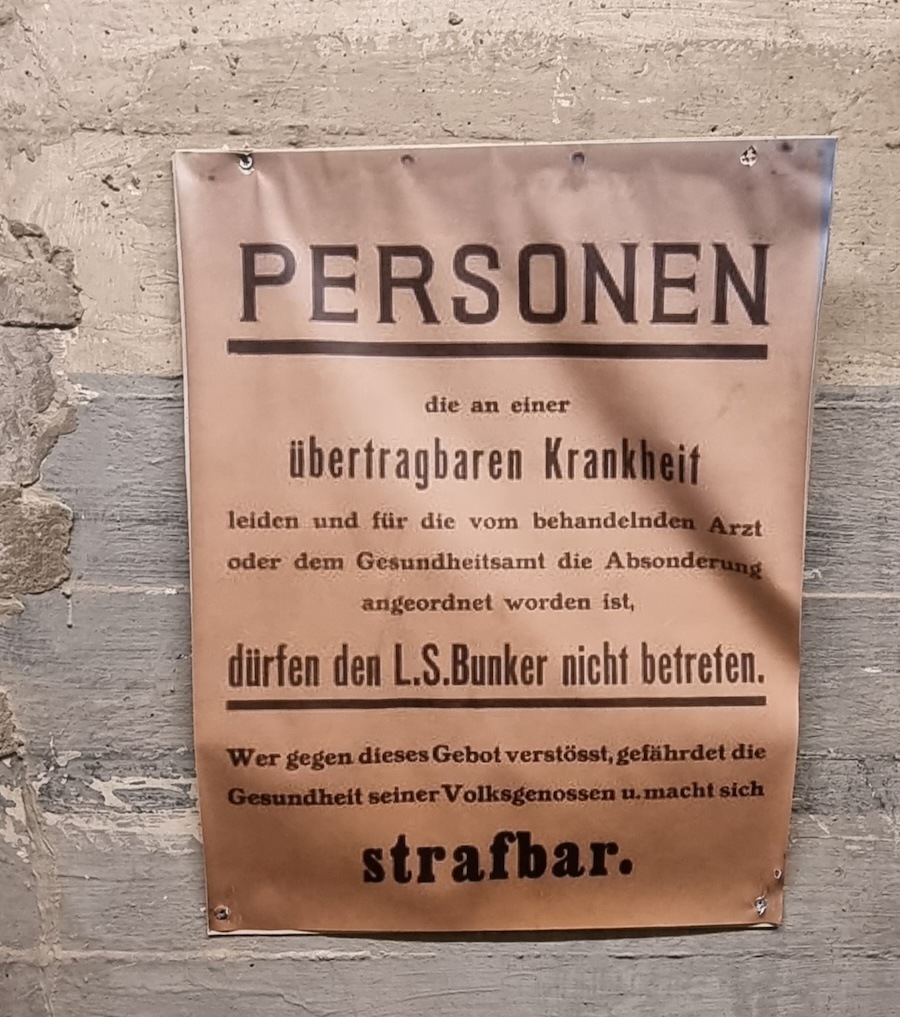 PERSONEN
die an einer
übertragbaren Krankheit
leiden und für die vom behandelnden Arzt
oder dem Gesundheitsamt die Absonderung
angeordnet worden ist,
dürfen den L.S.Bunker nicht betreten.
Wer gegen dieses Gebot verstösst, gefährdet die
Gesundheit seiner Volksgenossen u. macht sich
strafbar.